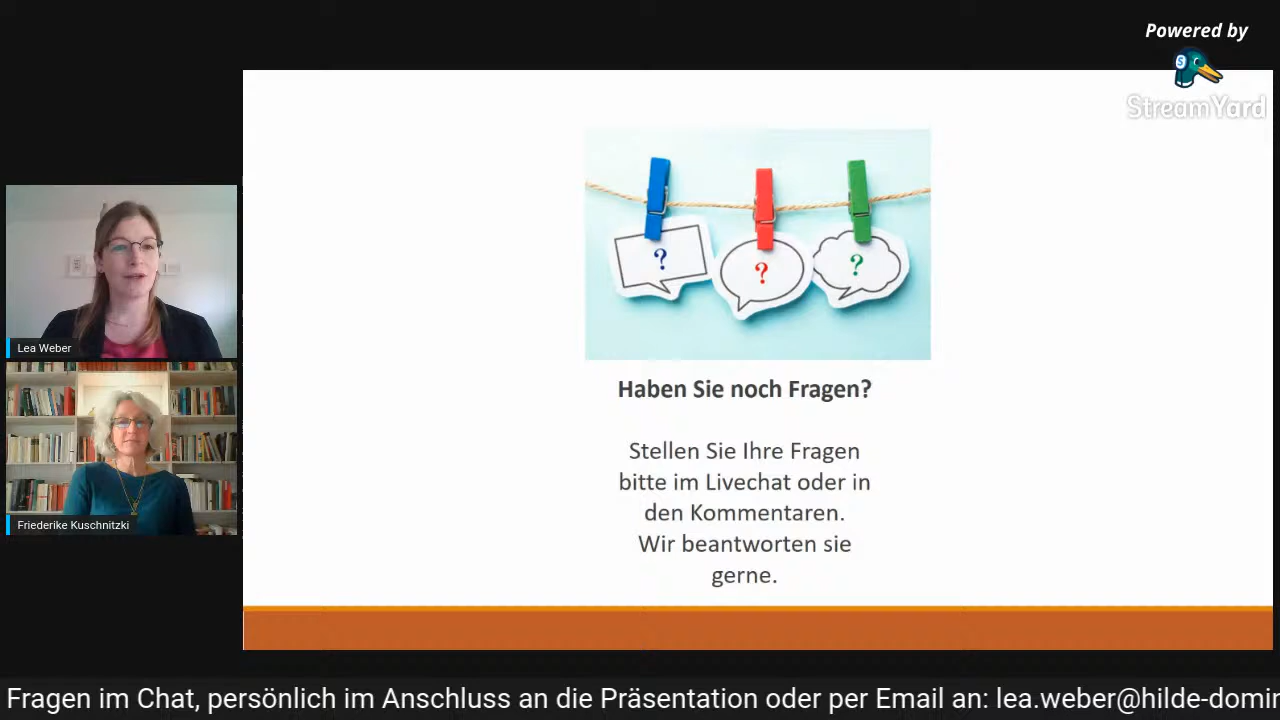 Powered by
StreamYard
?
?
?
Haben Sie noch Fragen?
Stellen Sie Ihre Fragen
bitte im Livechat oder in
den Kommentaren.
Wir beantworten sie
gerne.
Lea Weber
Friederike Kuschnitzki
Fragen im Chat, persönlich im Anschluss an die Präsentation oder per Email an: lea.weber@hilde-domin